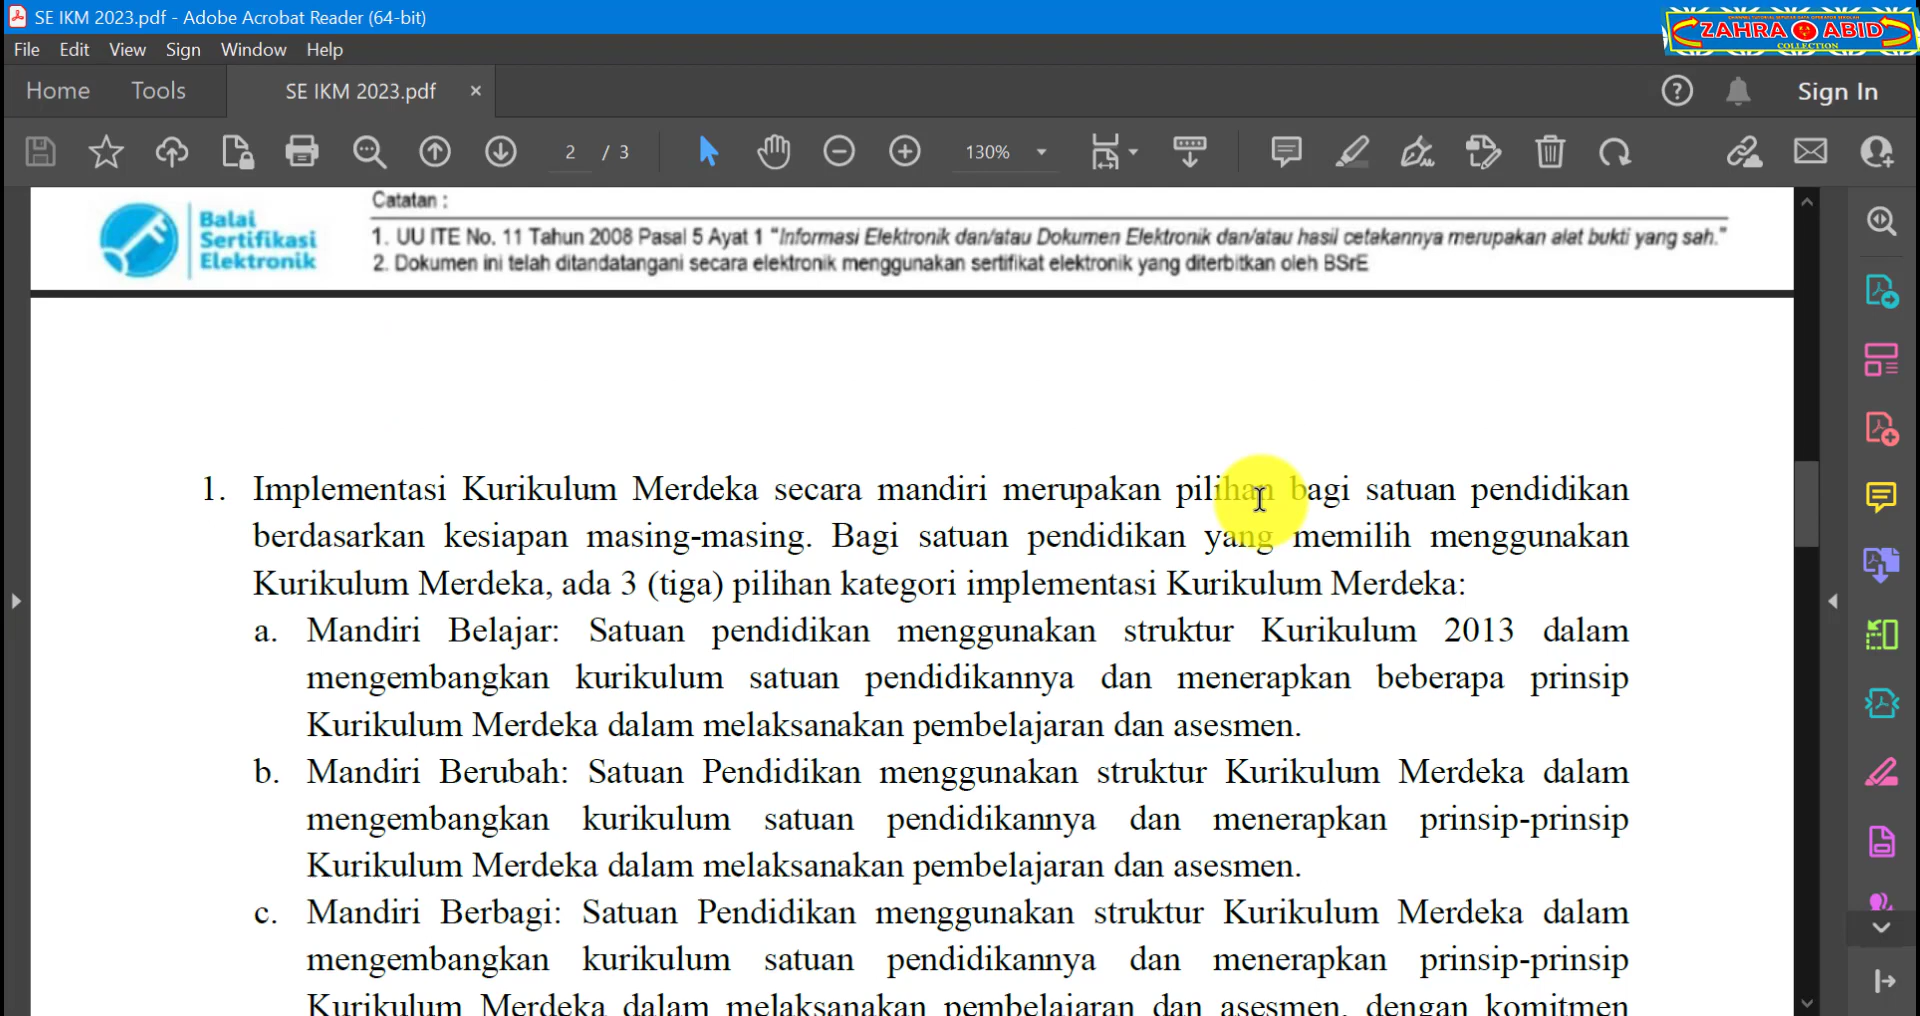 SE IKM 2023.pdf - Adobe Acrobat Reader (64-bit)
ZAHRA ABID
COLLECTION
File Edit View Sign Window Help
Home Tools SE IKM 2023.pdf × Sign In
2 / 3 130%
Catatan :
Balai
Sertifikasi
Elektronik
1. UU ITE No. 11 Tahun 2008 Pasal 5 Ayat 1 "Informasi Elektronik dan/atau Dokumen Elektronik dan/atau hasil cetakannya merupakan alat bukti yang sah."
2. Dokumen ini telah ditandatangani secara elektronik menggunakan sertifikat elektronik yang diterbitkan oleh BSrE
1. Implementasi Kurikulum Merdeka secara mandiri merupakan pilihan bagi satuan pendidikan
berdasarkan kesiapan masing-masing. Bagi satuan pendidikan yang memilih menggunakan
Kurikulum Merdeka, ada 3 (tiga) pilihan kategori implementasi Kurikulum Merdeka:
a. Mandiri Belajar: Satuan pendidikan menggunakan struktur Kurikulum 2013 dalam
mengembangkan kurikulum satuan pendidikannya dan menerapkan beberapa prinsip
Kurikulum Merdeka dalam melaksanakan pembelajaran dan asesmen.
b. Mandiri Berubah: Satuan Pendidikan menggunakan struktur Kurikulum Merdeka dalam
mengembangkan kurikulum satuan pendidikannya dan menerapkan prinsip-prinsip
Kurikulum Merdeka dalam melaksanakan pembelajaran dan asesmen.
c. Mandiri Berbagi: Satuan Pendidikan menggunakan struktur Kurikulum Merdeka dalam
mengembangkan kurikulum satuan pendidikannya dan menerapkan prinsip-prinsip
Kurikulum Merdeka dalam melaksanakan pembelajaran dan asesmen, dengan komitmen